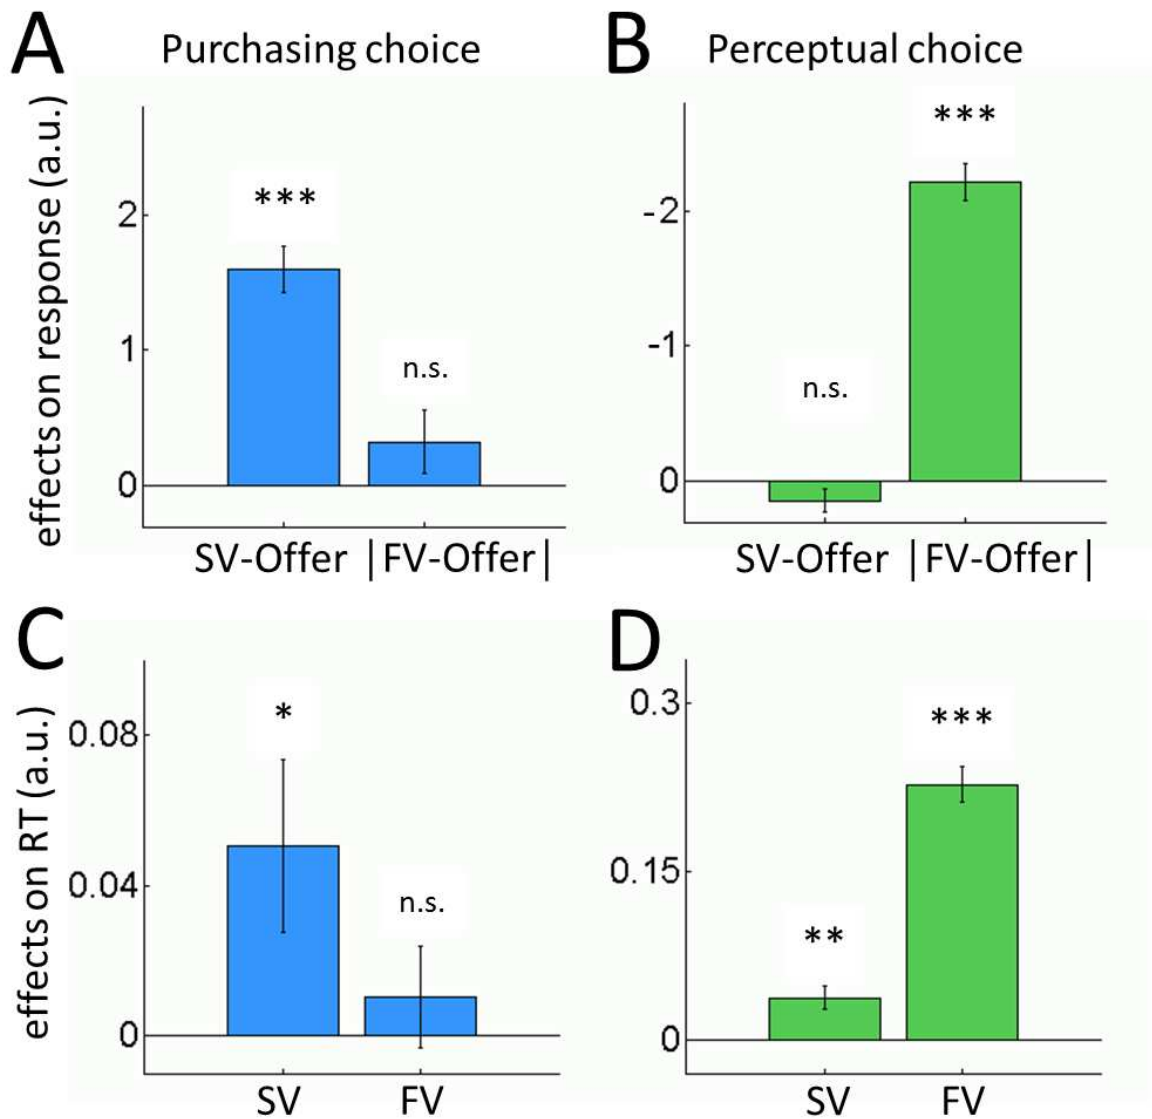 A
Purchasing choice
effects on response (a.u.)
2
1
0
***
n.s.
SV-Offer
|FV-Offer|
B
Perceptual choice
-2
-1
0
n.s.
***
SV-Offer
|FV-Offer|
C
effects on RT (a.u.)
0.08
0.04
0
*
n.s.
SV
FV
D
0.3
0.15
0
**
***
SV
FV